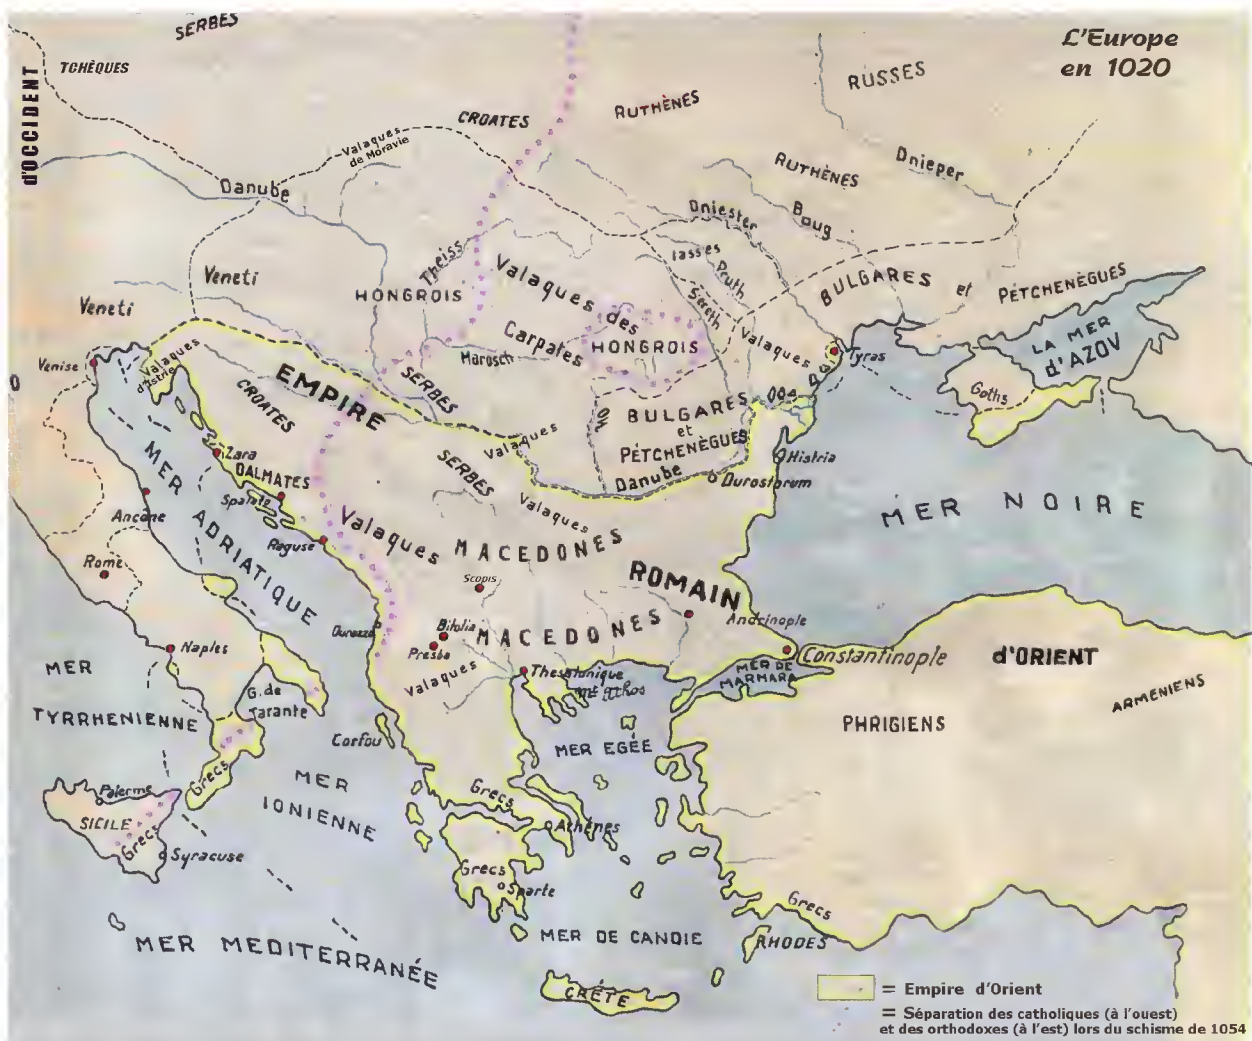 L'Europe
en 1020
SERBES
TCHÈQUES
D'OCCIDENT
RUSSES
RUTHÈNES
CROATES
Valaques
de Moravie
RUTHÈNES
Dnieper
Danube
Dniester
Boug
Iasses
Pruth
Sereth
Theiss
Veneti
Veneti
HONGROIS
Valaques des
Carpates
HONGROIS
Marosch
BULGARES et PÉTCHENÈGUES
LA MER
d'AZOV
Goths
Valaques
Tyras
Venise
O
Valaques
d'Istrie
CROATES
EMPIRE
SERBES
Valaques
BULGARES
et
PÉTCHENÈGUES
Olt
Danube
Durostorum
Histria
MER NOIRE
Zara
DALMATES
Spalato
MER ADRIATIQUE
Ancône
Raguse
SERBES
Valaques
Valaques
MACEDONES
ROMAIN
Rome
Scopis
Andrinople
Durazzo
Bitolia
Presba
MACEDONES
Valaques
Thesalunique
Mt Athos
Constantinople
d'ORIENT
MER DE
MARMARA
ARMÉNIENS
PHRIGIENS
Naples
MER
TYRRHENIENNE
G. de
Tarante
Corfou
MER EGÉE
Grecs
MER
IONIENNE
Palerme
SICILE
Grecs
Syracuse
Grecs
Athènes
Grecs
Sparte
Grecs
RHODES
MER MEDITERRANÉE
MER DE CANDIE
CRÉTE
= Empire d'Orient
= Séparation des catholiques (à l'ouest)
et des orthodoxes (à l'est) lors du schisme de 1054